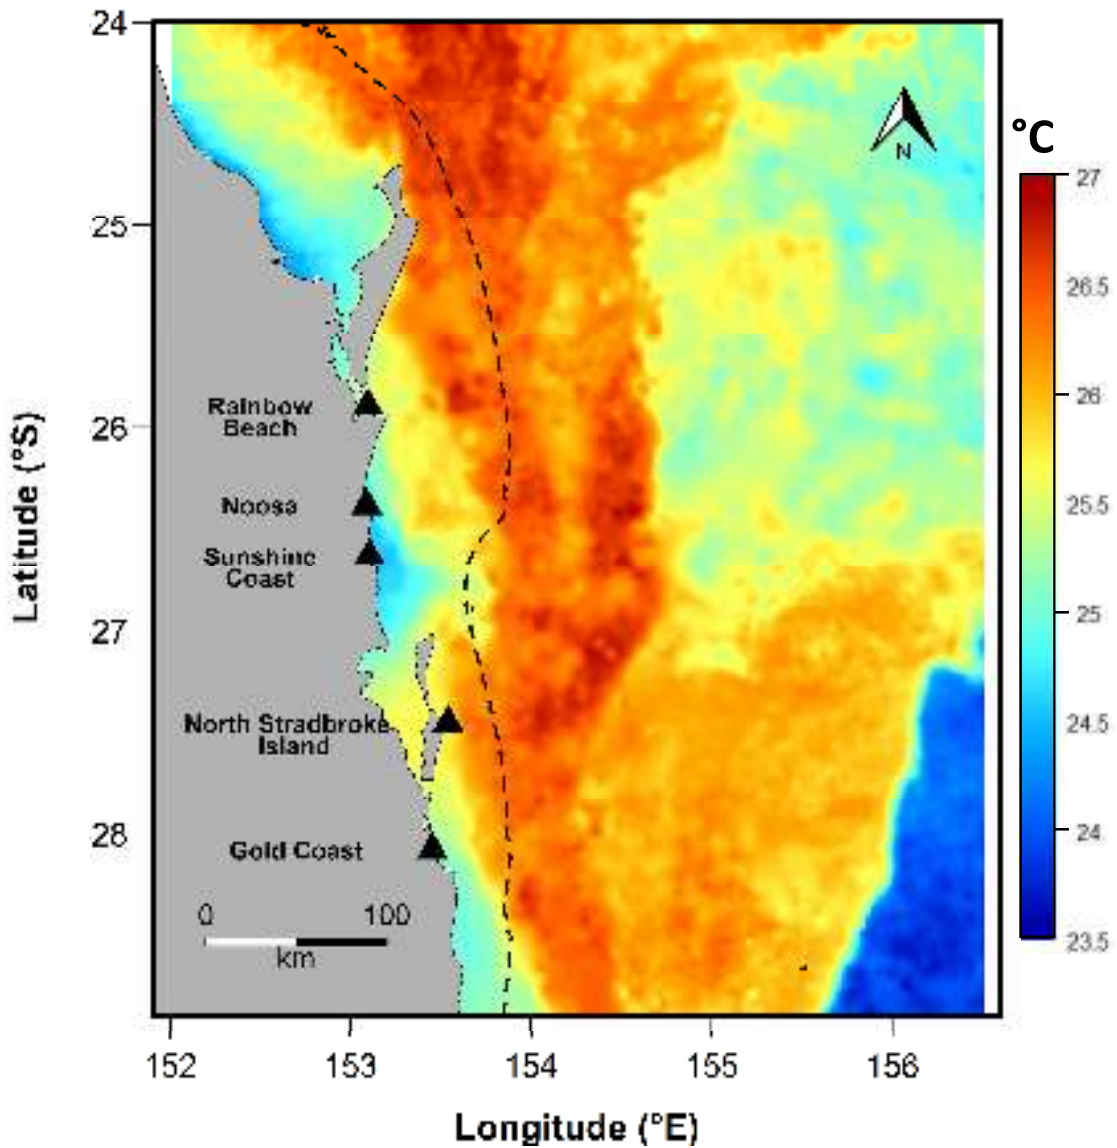 24
25
26
27
28
Latitude (°S)
N
°C
27
26.5
26
25.5
25
24.5
24
23.5
Rainbow
Beach
Noosa
Sunshine
Coast
North Stradbroke
Island
Gold Coast
0 100
km
152 153 154 155 156
Longitude (°E)